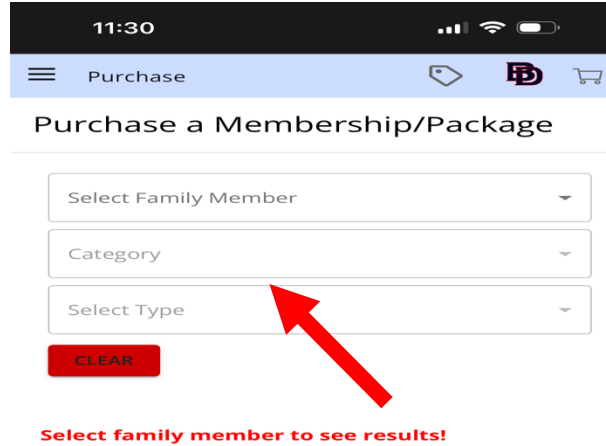 11:30
Purchase
Purchase a Membership/Package
Select Family Member
Category
Select Type
CLEAR
Select family member to see results!